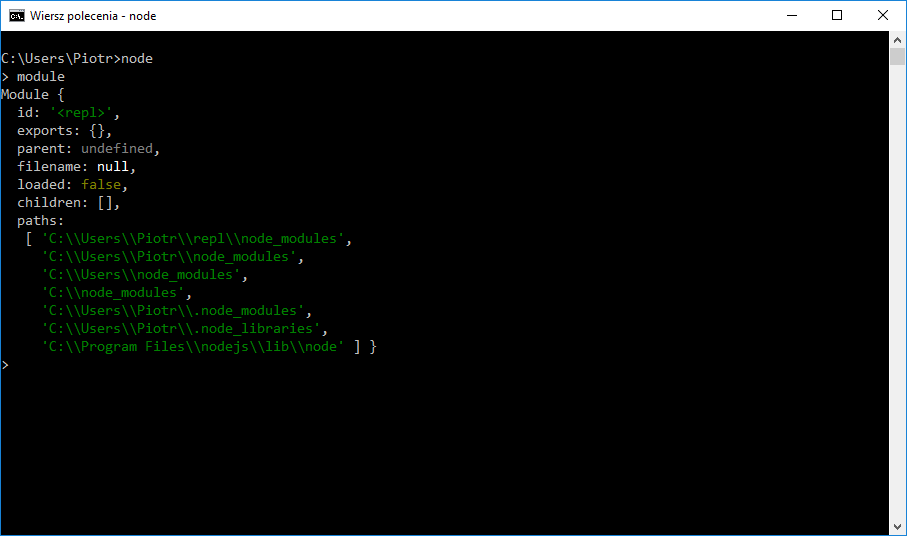 C:\. Wiersz polecenia - node
C:\Users\Piotr>node
> module
Module {
  id: '<repl>',
  exports: {},
  parent: undefined,
  filename: null,
  loaded: false,
  children: [],
  paths:
   [ 'C:\\Users\\Piotr\\repl\\node_modules',
     'C:\\Users\\Piotr\\node_modules',
     'C:\\Users\\node_modules',
     'C:\\node_modules',
     'C:\\Users\\Piotr\\.node_modules',
     'C:\\Users\\Piotr\\.node_libraries',
     'C:\\Program Files\\nodejs\\lib\\node' ] }
>